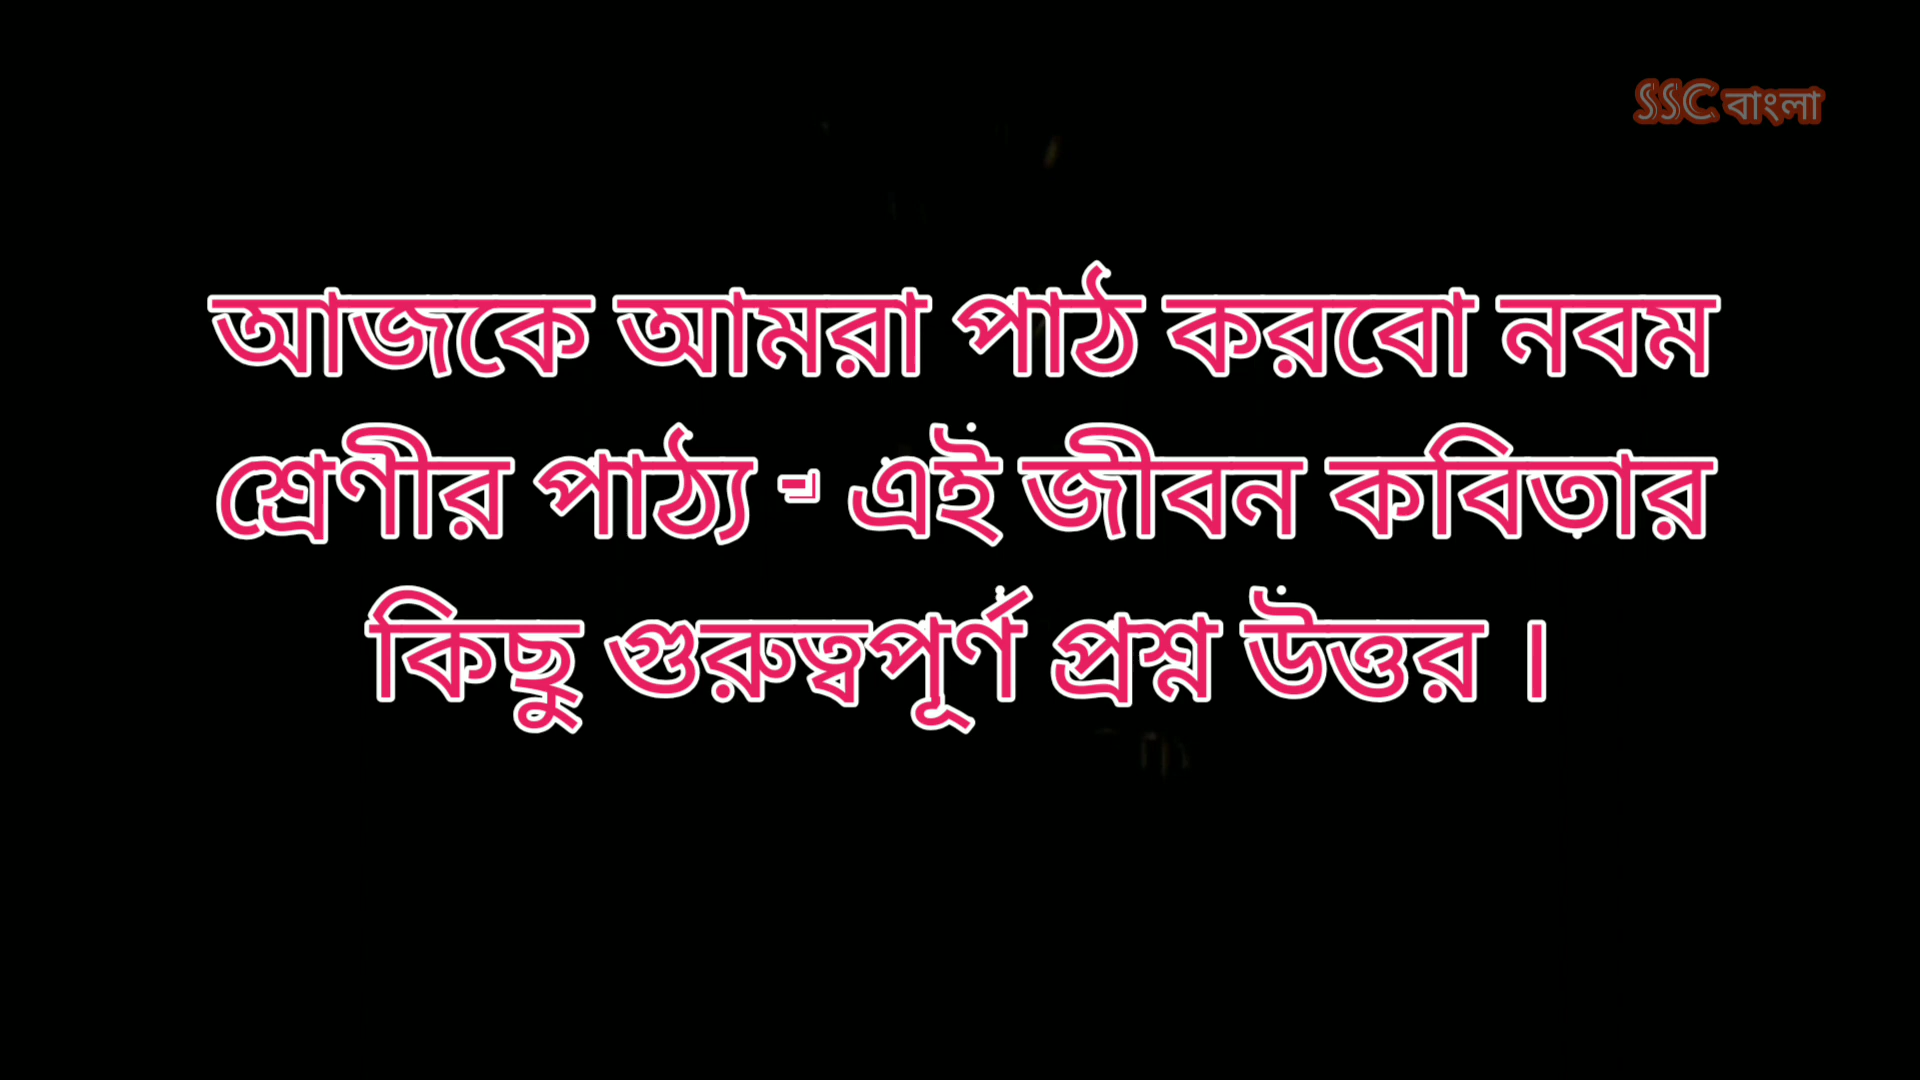 SSC বাংলা
আজকে আমরা পাঠ করবো নবম
শ্রেণীর পাঠ্য - এই জীবন কবিতার
কিছু গুরুত্বপূর্ণ প্রশ্ন উত্তর ।